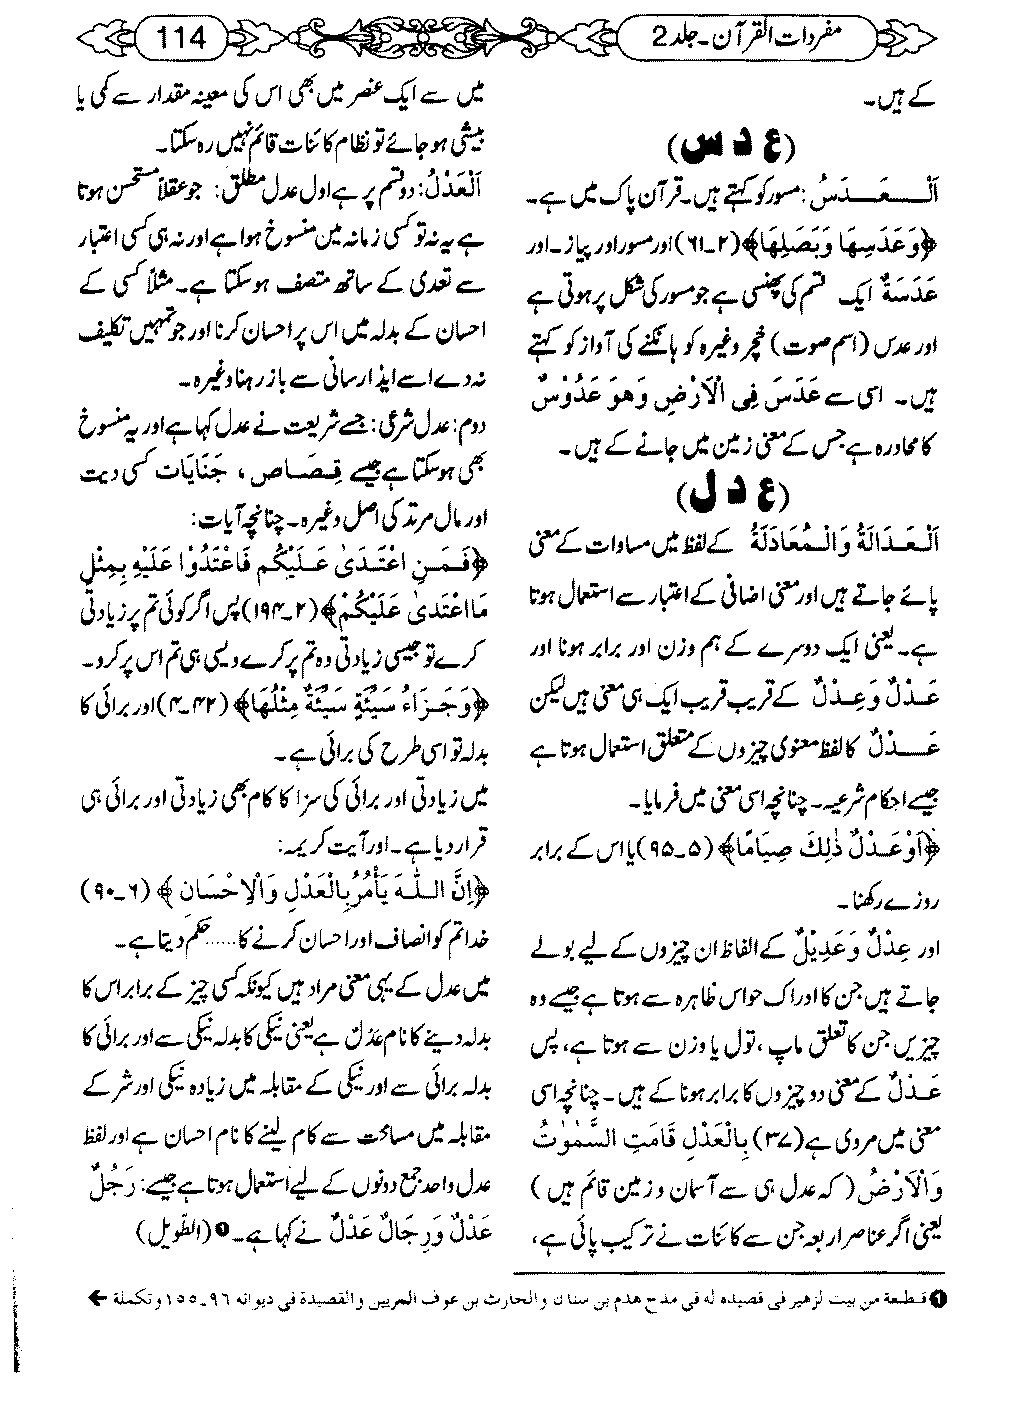 مفردات القرآن ۔ جلد 2
114
کے ہیں۔
(ع د س)
اَلْعَدَسُ: مسور کو کہتے ہیں۔ قرآن پاک میں ہے۔
﴿وَعَدَسِهَا وَبَصَلِهَا﴾ (۲۔۶۱) اور مسور اور پیاز۔ اور
عَدَسَةٌ ایک قسم کی پھنسی ہے جو مسور کی شکل پر ہوتی ہے
اور عدس (اسم صوت) خچر وغیرہ کو ہانکنے کی آواز کو کہتے
ہیں۔ اسی سے عَدَسَ فِی الْاَرْضِ وَهوَ عَدُوْسٌ
کا محاورہ ہے جس کے معنی زمین میں جانے کے ہیں۔
(ع د ل)
اَلْعَدَالَةُ وَالْمُعَادَلَةُ کے لفظ میں مساوات کے معنی
پائے جاتے ہیں اور معنی اضافی کے اعتبار سے استعمال ہوتا
ہے۔ یعنی ایک دوسرے کے ہم وزن اور برابر ہونا اور
عَدْلٌ وَعِدْلٌ کے قریب قریب ایک ہی معنی ہیں لیکن
عَدْلٌ کا لفظ معنوی چیزوں کے متعلق استعمال ہوتا ہے
جیسے احکام شرعیہ۔ چنانچہ اسی معنی میں فرمایا۔
﴿اَوْعَدْلُ ذٰلِكَ صِیَامًا﴾ (۵۔۹۵) یا اس کے برابر
روزے رکھنا۔
اور عِدْلٌ وَعَدِیْلٌ کے الفاظ ان چیزوں کے لیے بولے
جاتے ہیں جن کا ادراک حواس ظاہرہ سے ہوتا ہے جیسے وہ
چیزیں جن کا تعلق ماپ، تول یا وزن سے ہوتا ہے، پس
عَدْلٌ کے معنی دو چیزوں کا برابر ہونا کے ہیں۔ چنانچہ اسی
معنی میں مروی ہے (۳۷) بِالْعَدْلِ قَامَتِ السَّمٰوٰتُ
وَالْاَرْضُ (کہ عدل ہی سے آسمان و زمین قائم ہیں)
یعنی اگر عناصر اربعہ جن سے کائنات نے ترکیب پائی ہے،
میں سے ایک عنصر میں بھی اس کی معینہ مقدار سے کمی یا
بیشی ہو جائے تو نظام کائنات قائم نہیں رہ سکتا۔
اَلْعَدْلُ: دو قسم پر ہے اول عدل مطلق: جو عقلاً مستحسن ہوتا
ہے یہ نہ تو کسی زمانہ میں منسوخ ہوا ہے اور نہ ہی کسی اعتبار
سے تعدی کے ساتھ متصف ہو سکتا ہے۔ مثلاً کسی کے
احسان کے بدلہ میں اس پر احسان کرنا اور جو تمہیں تکلیف
نہ دے اسے ایذا رسانی سے باز رہنا وغیرہ۔
دوم: عدل شرعی: جسے شریعت نے عدل کہا ہے اور یہ منسوخ
بھی ہو سکتا ہے جیسے قِصَاص، جَنَایَات کی دیت
اور مال مرتد کی اصل وغیرہ۔ چنانچہ آیات:
﴿فَمَنِ اعْتَدٰی عَلَیْكُم فَاعْتَدُوْا عَلَیْهِ بِمِثْلِ
مَااعْتَدٰی عَلَیْكُمْ﴾ (۲۔۱۹۴) پس اگر کوئی تم پر زیادتی
کرے تو جیسی زیادتی وہ تم پر کرے ویسی ہی تم اس پر کرو۔
﴿وَجَزَاءُ سَیِّئَةٍ سَیِّئَةٌ مِثْلُهَا﴾ (۴۲۔۴۰) اور برائی کا
بدلہ تو اسی طرح کی برائی ہے۔
میں زیادتی اور برائی کی سزا کا کام بھی زیادتی اور برائی ہی
قرار دیا ہے۔ اور آیت کریمہ:
﴿اِنَّ اللّٰهَ یَأْمُرُ بِالْعَدْلِ وَالْاِحْسَانِ﴾ (۶۔۹۰)
خدا تم کو انصاف اور احسان کرنے کا...... حکم دیتا ہے۔
میں عدل کے یہی معنی مراد ہیں کیونکہ کسی چیز کے برابر اس کا
بدلہ دینے کا نام عَدْلٌ ہے یعنی نیکی کا بدلہ نیکی سے اور برائی کا
بدلہ برائی سے اور نیکی کے مقابلہ میں زیادہ نیکی اور شر کے
مقابلہ میں مسامحت سے کام لینے کا نام احسان ہے اور لفظ
عدل واحد جمع دونوں کے لیے استعمال ہوتا ہے جیسے: رَجُلٌ
عَدْلٌ وَرِجَالٌ عَدْلٌ نے کہا ہے۔❶ (الطّویل)
❶ قطعة من بيت لزهير فی قصيده له فی مدح هدم بن سنان والحارث بن عوف المريين والقصيدة فی ديوانه ۹۶۔۱۵۵ وتكملة ←